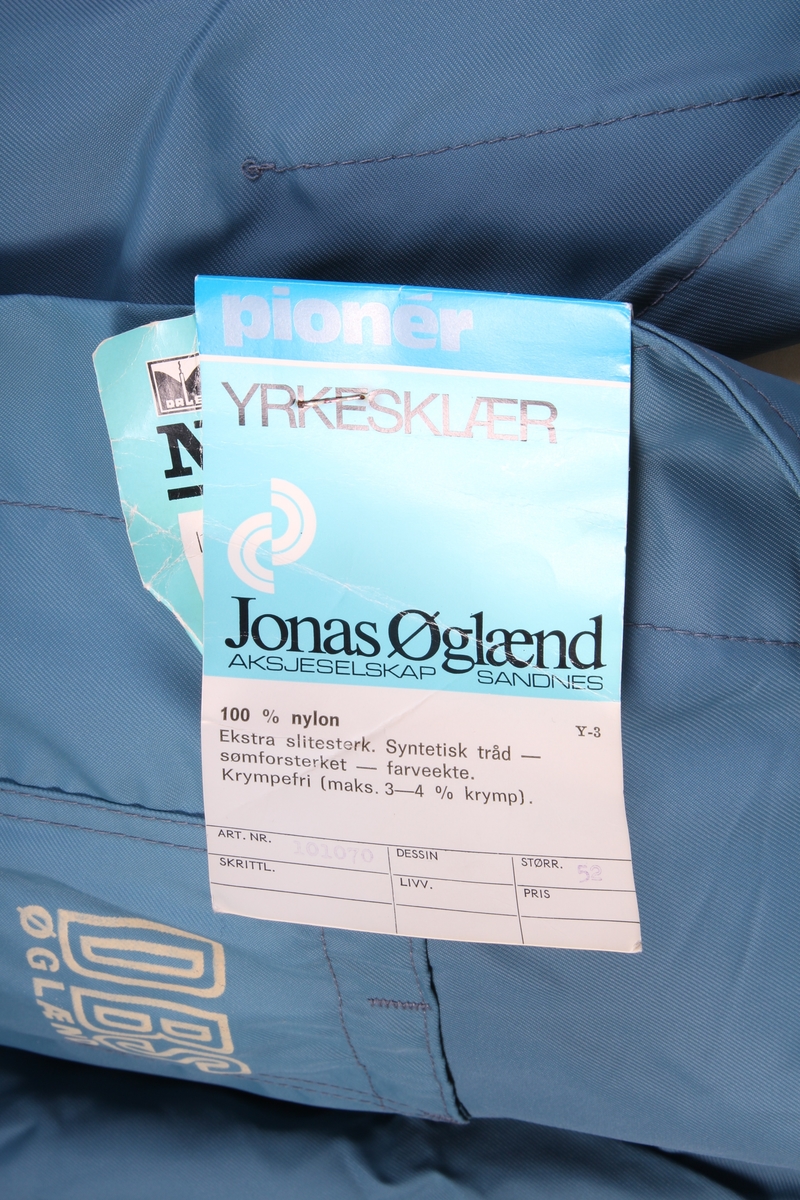 pionér
YRKESKLÆR
DALE
N
Jonas Øglænd
AKSJESELSKAP SANDNES
100 % nylon
Y-3
Ekstra slitesterk. Syntetisk tråd —
sømforsterket — farveekte.
Krympefri (maks. 3—4 % krymp).
ART. NR. 101070
DESSIN
STØRR. 52
SKRITTL.
LIVV.
PRIS
DBS
ØGLÆND